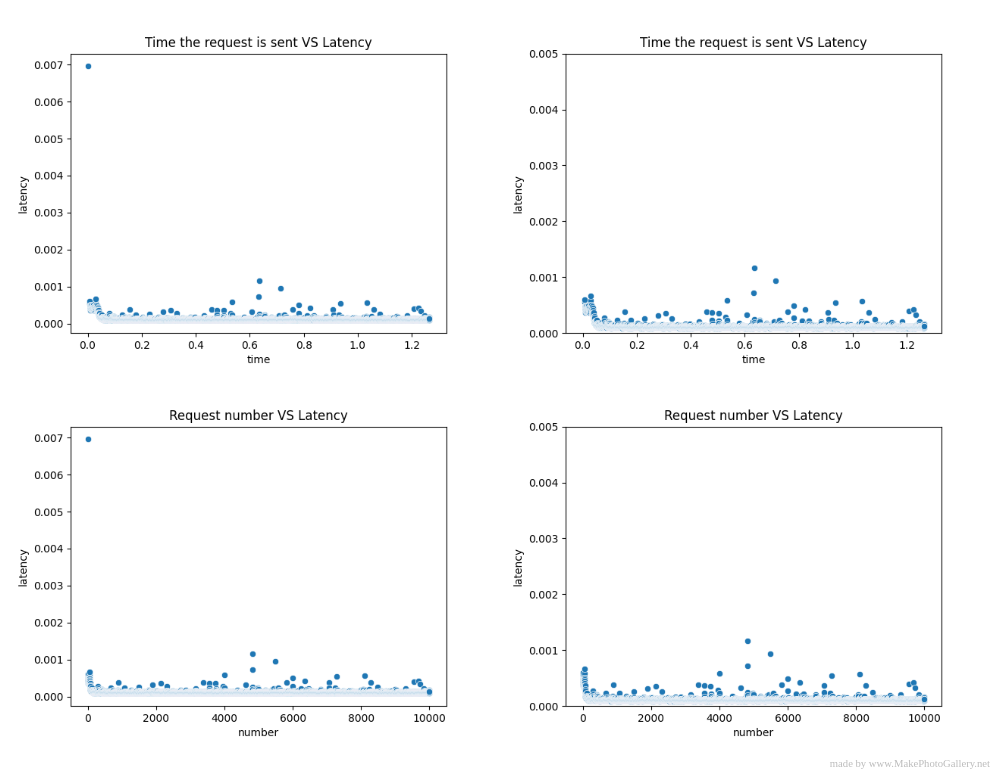 Time the request is sent VS Latency
0.007
0.006
0.005
0.004
0.003
0.002
0.001
0.000
latency
0.0 0.2 0.4 0.6 0.8 1.0 1.2
time
Time the request is sent VS Latency
0.005
0.004
0.003
0.002
0.001
0.000
latency
0.0 0.2 0.4 0.6 0.8 1.0 1.2
time
Request number VS Latency
0.007
0.006
0.005
0.004
0.003
0.002
0.001
0.000
latency
0 2000 4000 6000 8000 10000
number
Request number VS Latency
0.005
0.004
0.003
0.002
0.001
0.000
latency
0 2000 4000 6000 8000 10000
number
made by www.MakePhotoGallery.net